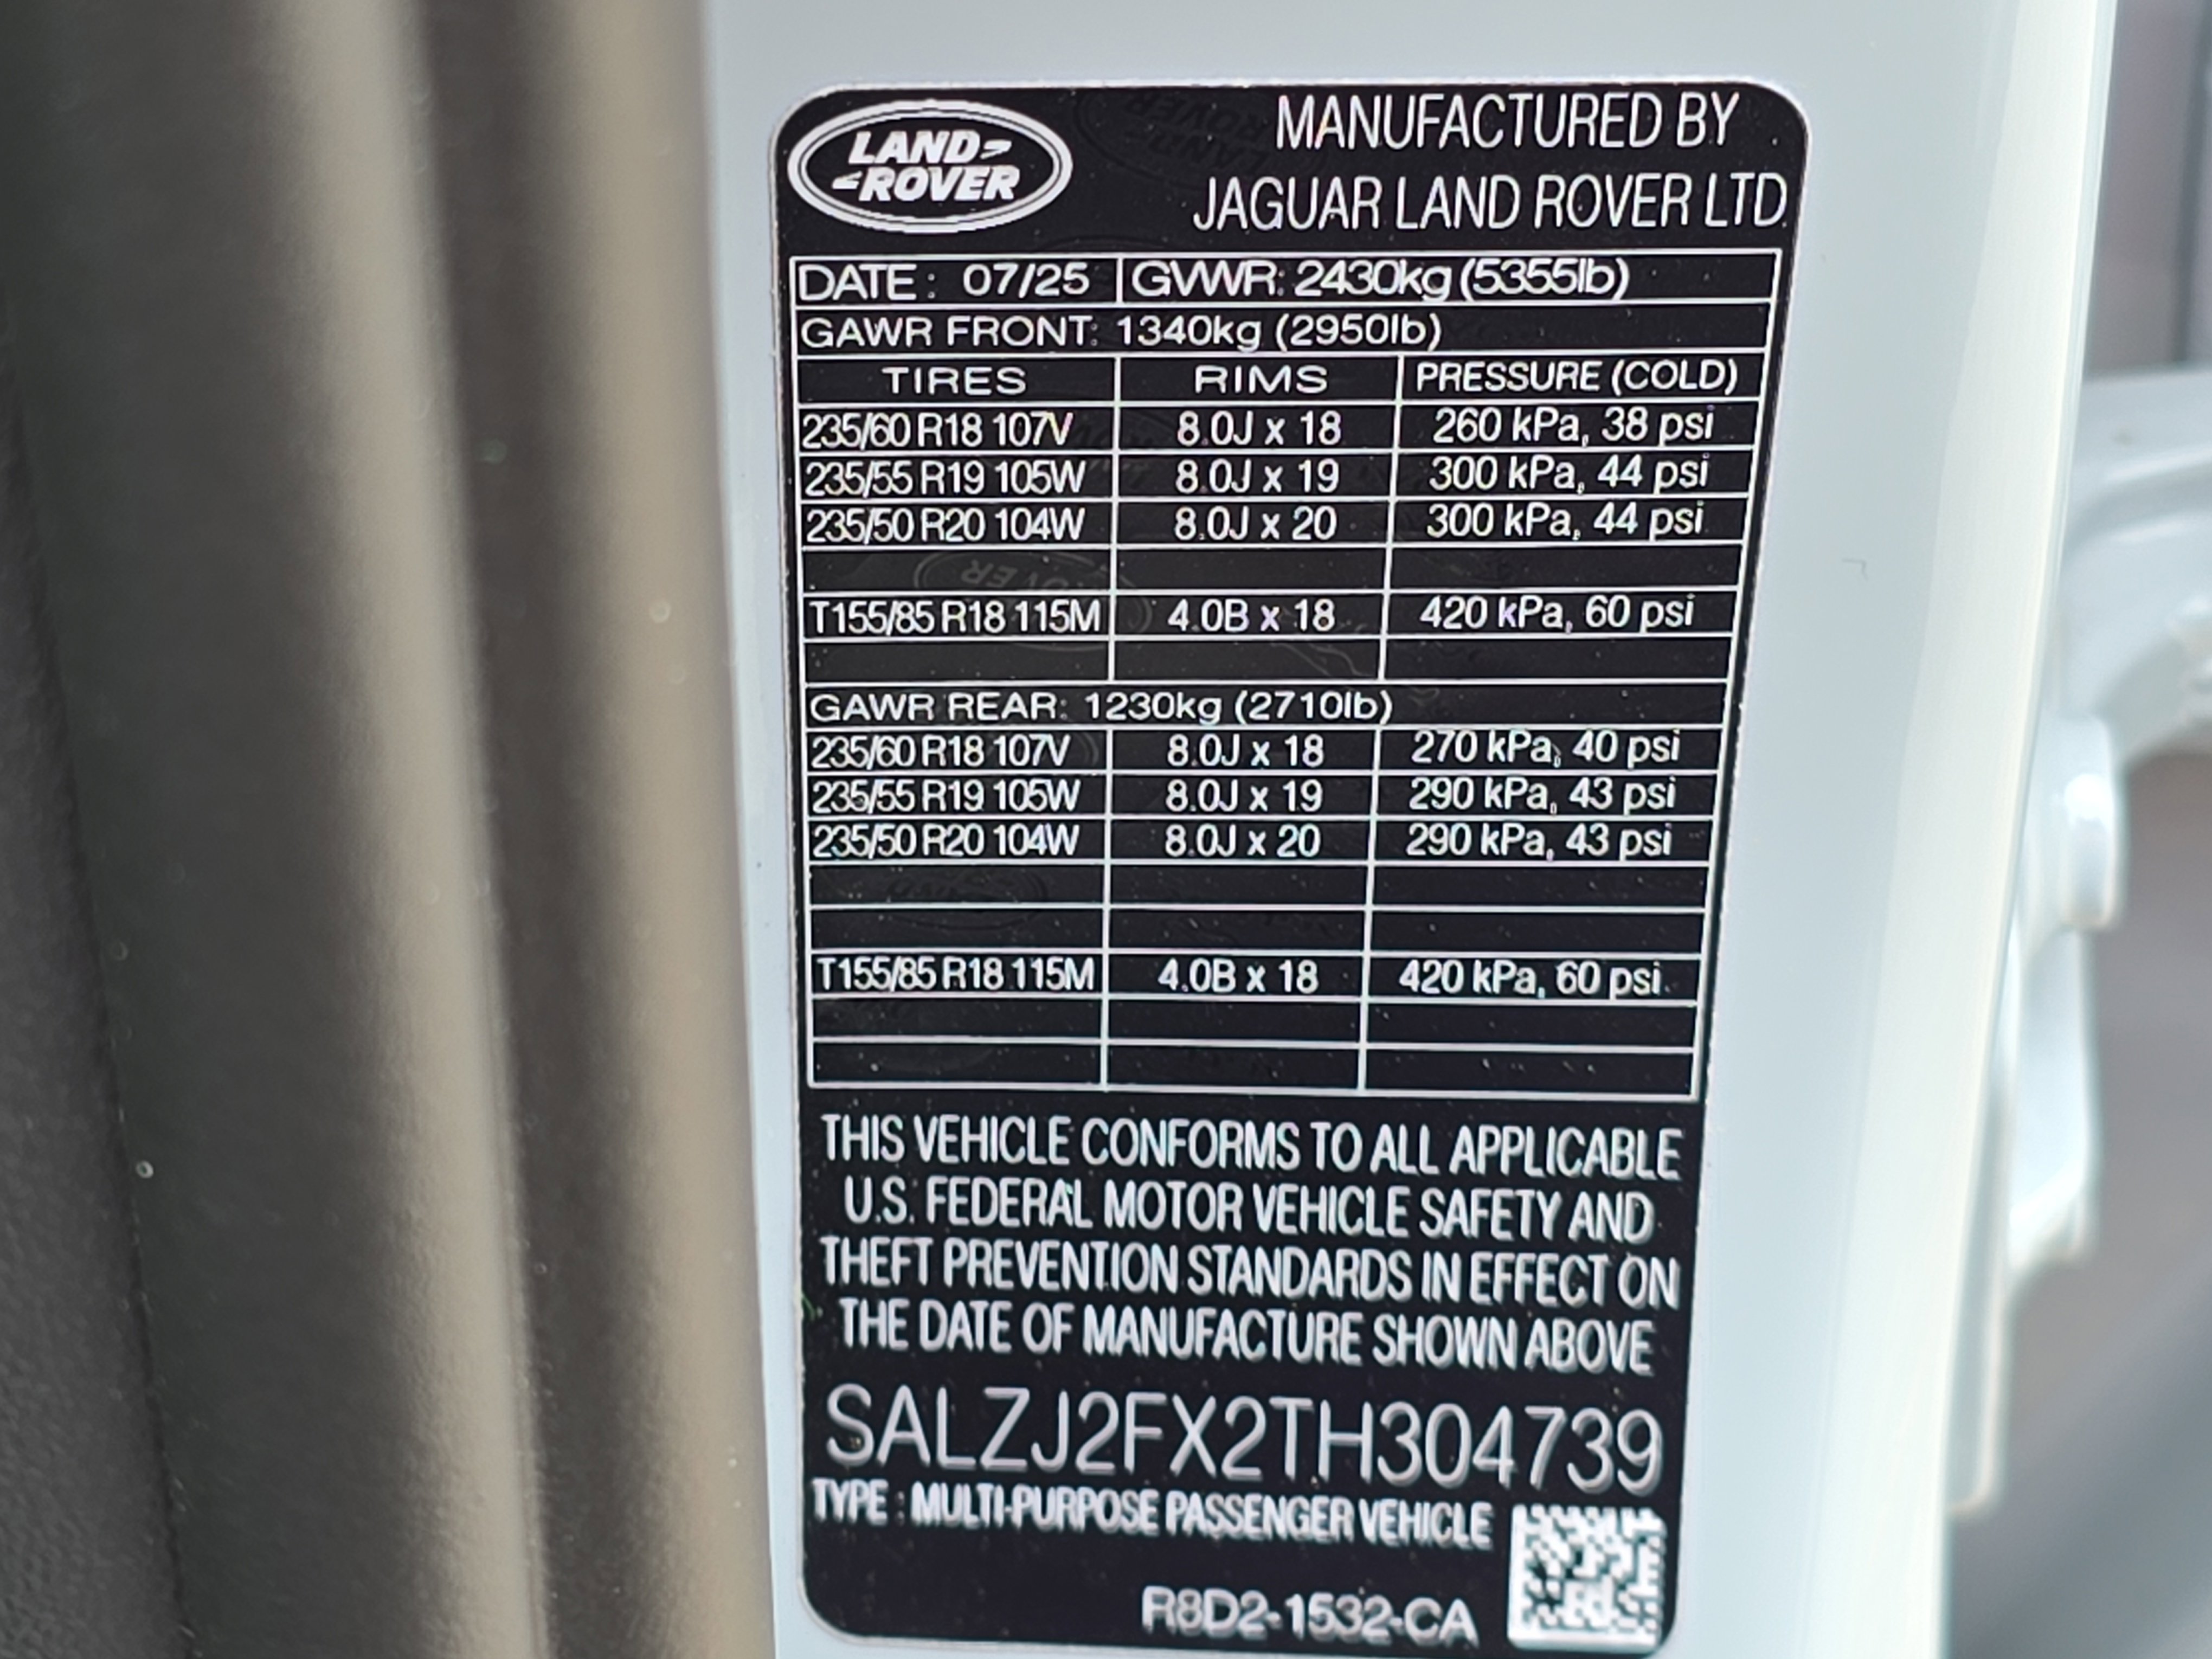 LAND
ROVER
MANUFACTURED BY
JAGUAR LAND ROVER LTD
DATE: 07/25 GVWR: 2430kg (5355lb)
GAWR FRONT: 1340kg (2950lb)
TIRES RIMS PRESSURE (COLD)
235/60 R18 107V 8.0J x 18 260 kPa, 38 psi
235/55 R19 105W 8.0J x 19 300 kPa, 44 psi
235/50 R20 104W 8.0J x 20 300 kPa, 44 psi
T155/85 R18 115M 4.0B x 18 420 kPa, 60 psi
GAWR REAR: 1230kg (2710lb)
235/60 R18 107V 8.0J x 18 270 kPa, 40 psi
235/55 R19 105W 8.0J x 19 290 kPa, 43 psi
235/50 R20 104W 8.0J x 20 290 kPa, 43 psi
T155/85 R18 115M 4.0B x 18 420 kPa, 60 psi
THIS VEHICLE CONFORMS TO ALL APPLICABLE
U.S. FEDERAL MOTOR VEHICLE SAFETY AND
THEFT PREVENTION STANDARDS IN EFFECT ON
THE DATE OF MANUFACTURE SHOWN ABOVE
SALZJ2FX2TH304739
TYPE : MULTI-PURPOSE PASSENGER VEHICLE
R8D2-1532-CA